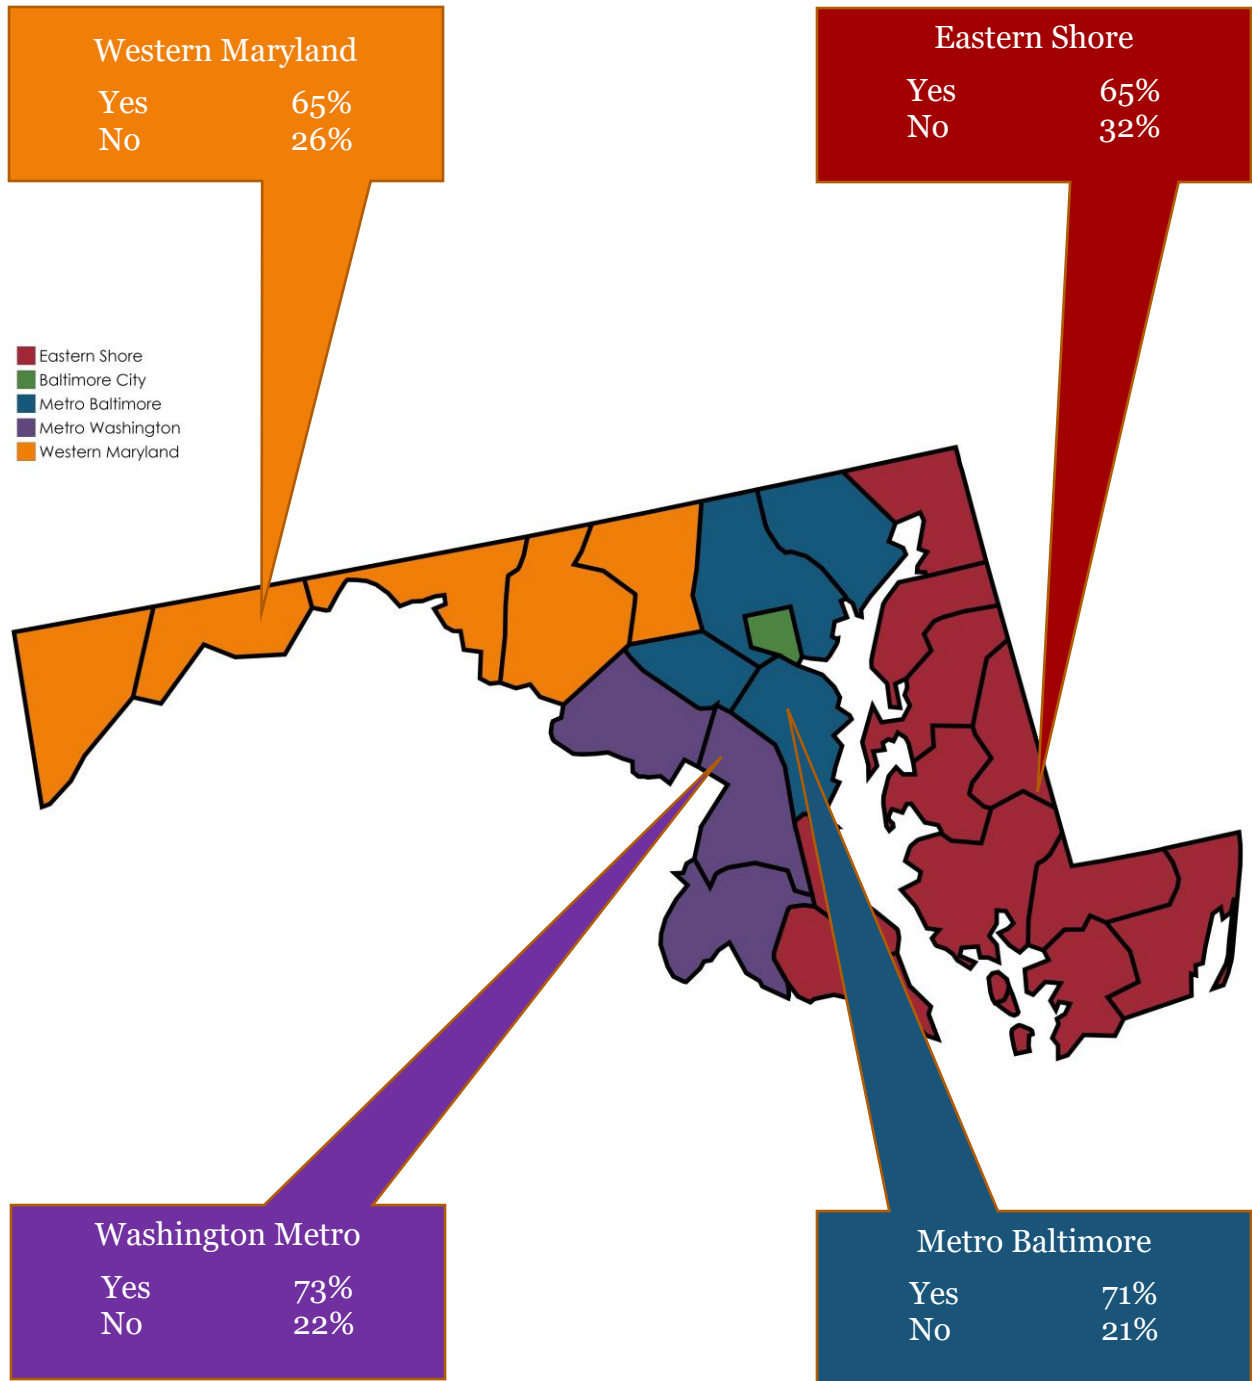 Western Maryland
Yes 65%
No 26%
Eastern Shore
Yes 65%
No 32%
Eastern Shore
Baltimore City
Metro Baltimore
Metro Washington
Western Maryland
Washington Metro
Yes 73%
No 22%
Metro Baltimore
Yes 71%
No 21%